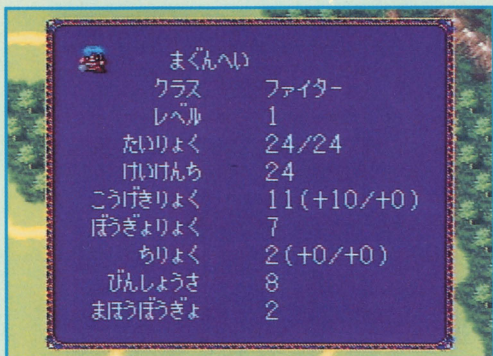 まぐんへい
クラス ファイター
レベル 1
たいりょく 24/24
けいけんち 24
こうげきりょく 11(+10/+0)
ぼうぎょりょく 7
ちりょく 2(+0/+0)
びんしょうさ 8
まほうぼうぎょ 2